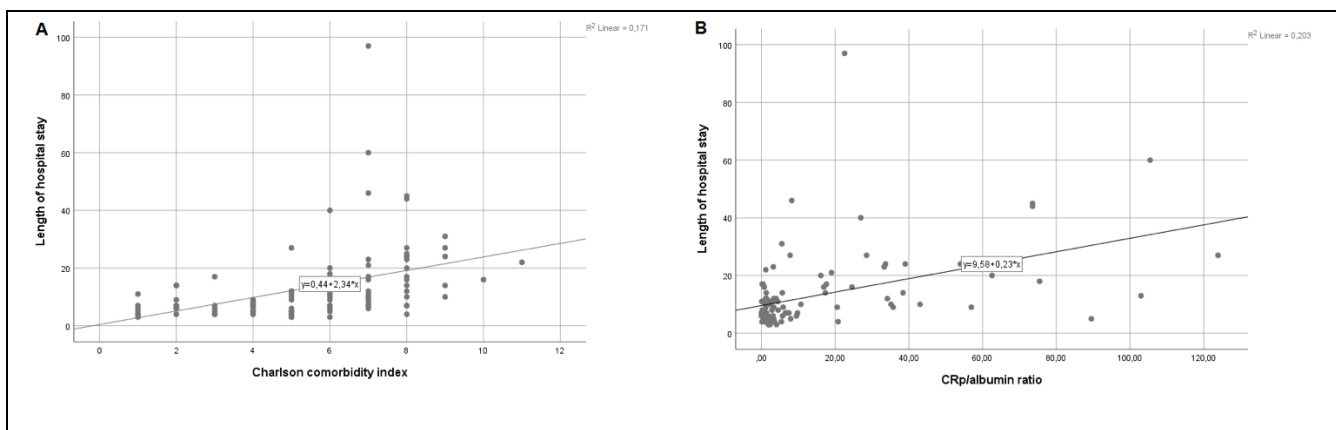 A
R² Linear = 0,171
100
80
60
40
20
0
Length of hospital stay
y=0,44+2,34*x
0 2 4 6 8 10 12
Charlson comorbidity index
B
R² Linear = 0,203
100
80
60
40
20
0
Length of hospital stay
y=9,58+0,23*x
,00 20,00 40,00 60,00 80,00 100,00 120,00
CRp/albumin ratio